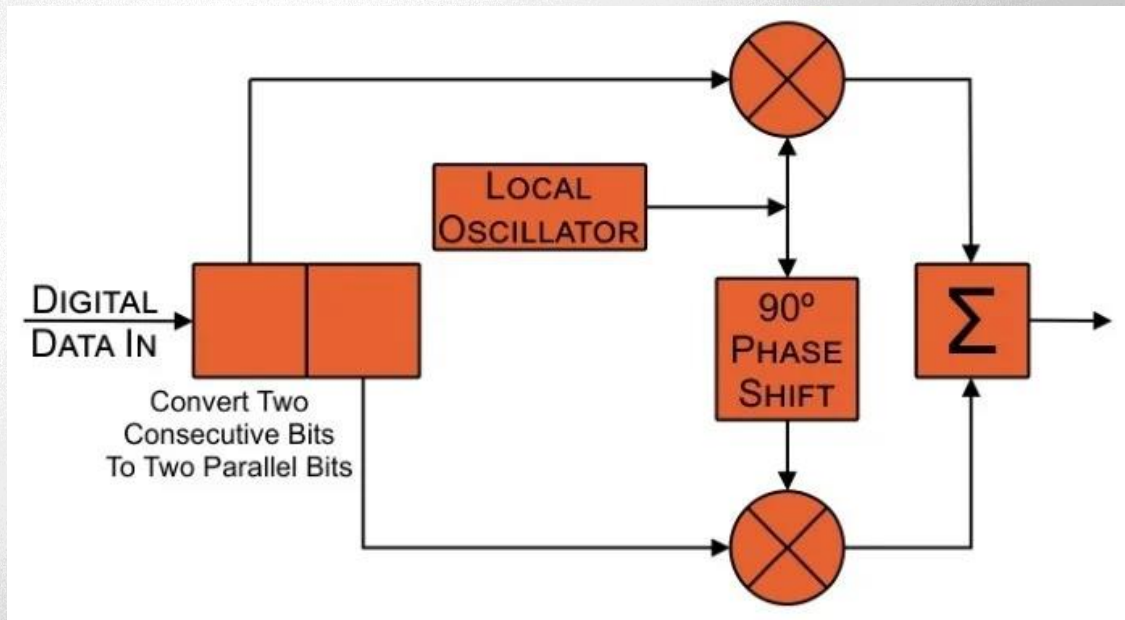 LOCAL
OSCILLATOR
DIGITAL
DATA IN
Convert Two
Consecutive Bits
To Two Parallel Bits
90º
PHASE
SHIFT
Σ